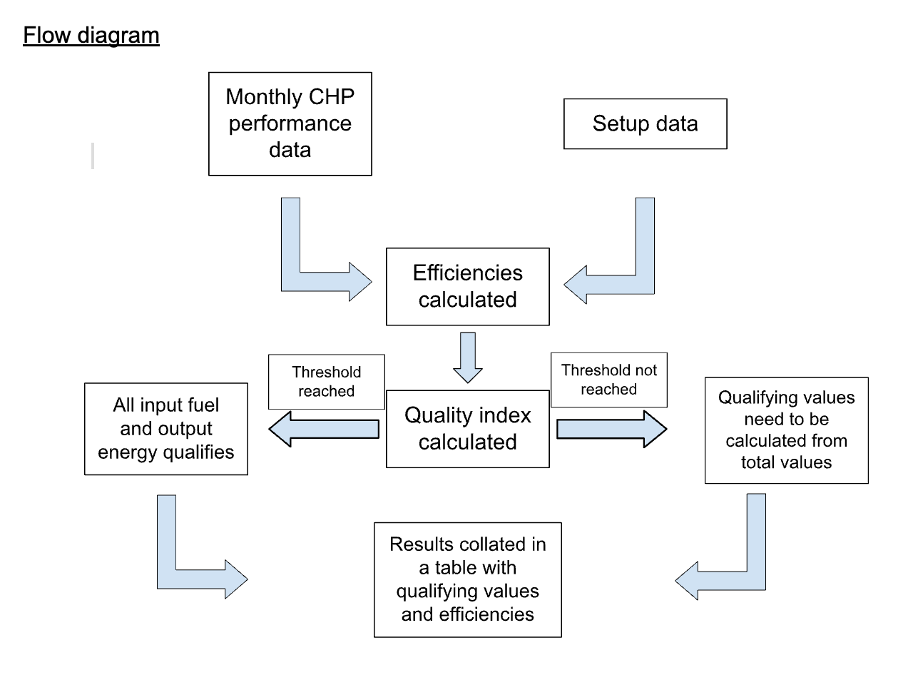 Flow diagram
Monthly CHP
performance
data
Setup data
Efficiencies
calculated
Threshold
reached
Threshold not
reached
All input fuel
and output
energy qualifies
Quality index
calculated
Qualifying values
need to be
calculated from
total values
Results collated in
a table with
qualifying values
and efficiencies